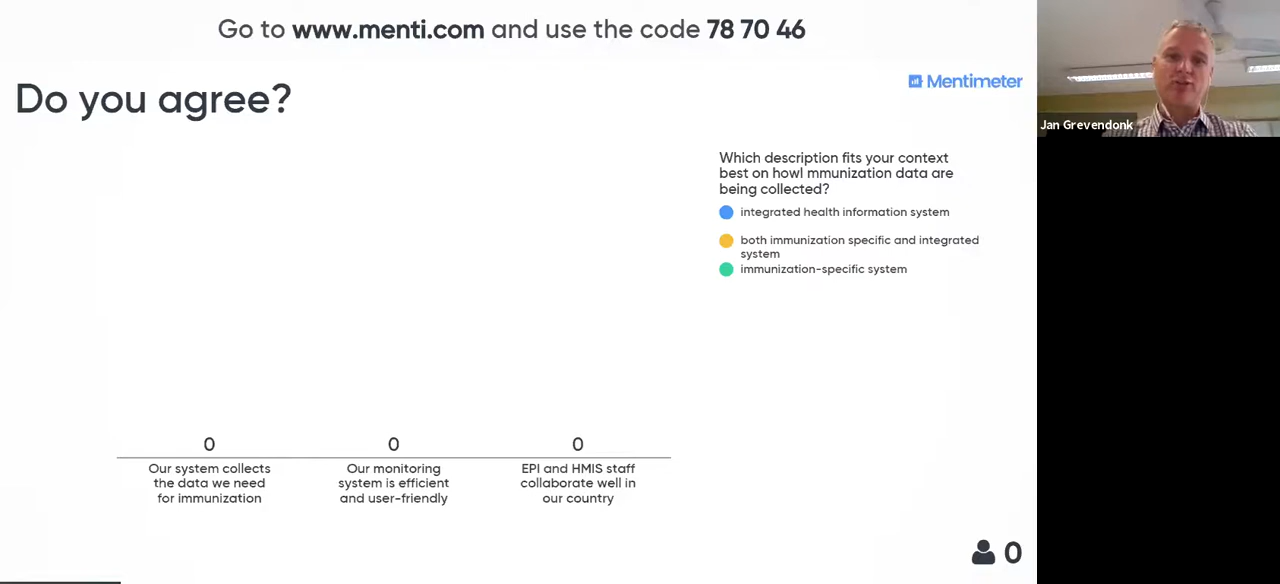 Go to www.menti.com and use the code 78 70 46
Mentimeter
Do you agree?
Jan Grevendonk
Which description fits your context
best on howI mmunization data are
being collected?
integrated health information system
both immunization specific and integrated
system
immunization-specific system
0
0
0
Our system collects
the data we need
for immunization
Our monitoring
system is efficient
and user-friendly
EPI and HMIS staff
collaborate well in
our country
0